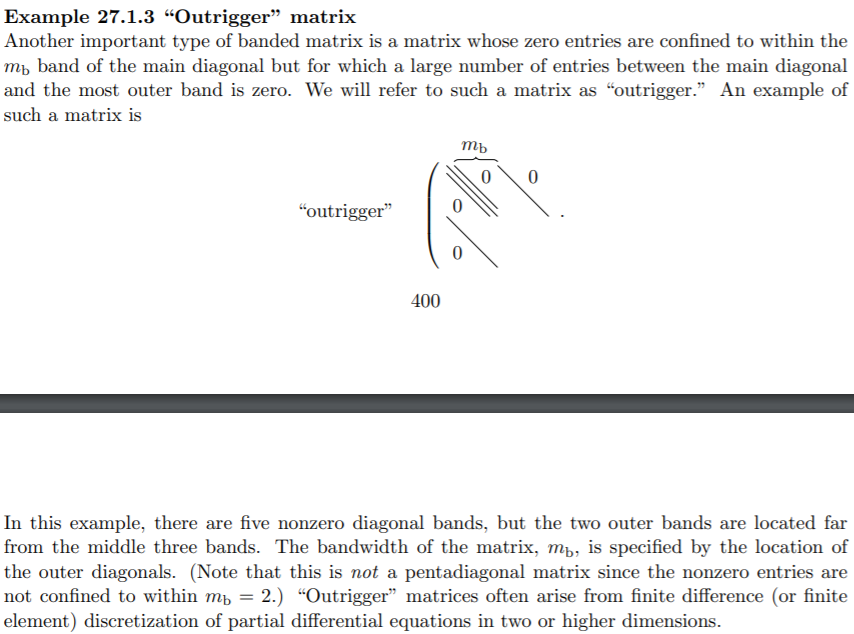 Example 27.1.3 “Outrigger” matrix
Another important type of banded matrix is a matrix whose zero entries are confined to within the
m_b band of the main diagonal but for which a large number of entries between the main diagonal
and the most outer band is zero. We will refer to such a matrix as “outrigger.” An example of
such a matrix is
m_b
0 0
“outrigger” 0 .
0
400
In this example, there are five nonzero diagonal bands, but the two outer bands are located far
from the middle three bands. The bandwidth of the matrix, m_b, is specified by the location of
the outer diagonals. (Note that this is not a pentadiagonal matrix since the nonzero entries are
not confined to within m_b = 2.) “Outrigger” matrices often arise from finite difference (or finite
element) discretization of partial differential equations in two or higher dimensions.